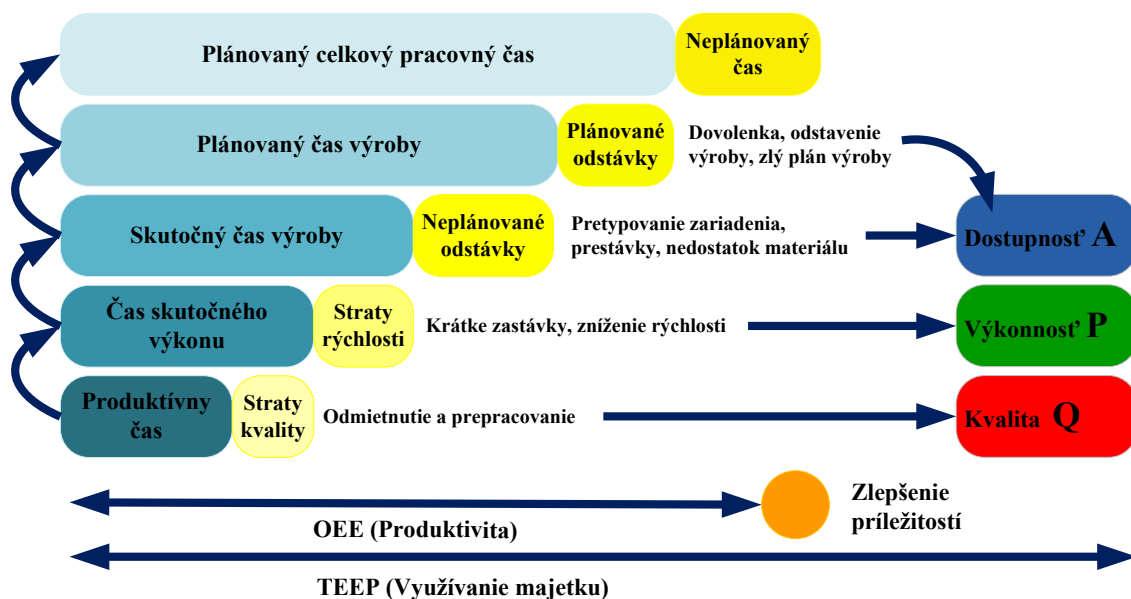 Plánovaný celkový pracovný čas
Neplánovaný
čas
Plánovaný čas výroby
Plánované
odstávky
Dovolenka, odstavenie
výroby, zlý plán výroby
Skutočný čas výroby
Neplánované
odstávky
Pretypovanie zariadenia,
prestávky, nedostatok materiálu
Dostupnosť A
Čas skutočného
výkonu
Straty
rýchlosti
Krátke zastávky, zníženie rýchlosti
Výkonnosť P
Produktívny
čas
Straty
kvality
Odmietnutie a prepracovanie
Kvalita Q
OEE (Produktivita)
Zlepšenie
príležitostí
TEEP (Využívanie majetku)